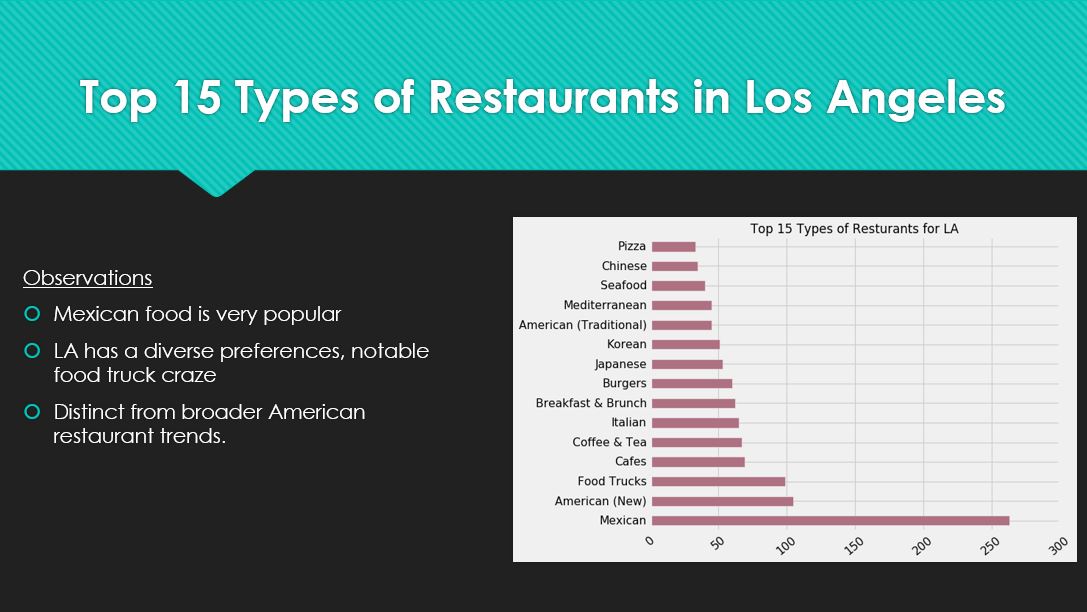 Top 15 Types of Restaurants in Los Angeles
Observations
Mexican food is very popular
LA has a diverse preferences, notable
food truck craze
Distinct from broader American
restaurant trends.
Top 15 Types of Resturants for LA
Pizza
Chinese
Seafood
Mediterranean
American (Traditional)
Korean
Japanese
Burgers
Breakfast & Brunch
Italian
Coffee & Tea
Cafes
Food Trucks
American (New)
Mexican
0 50 100 150 200 250 300